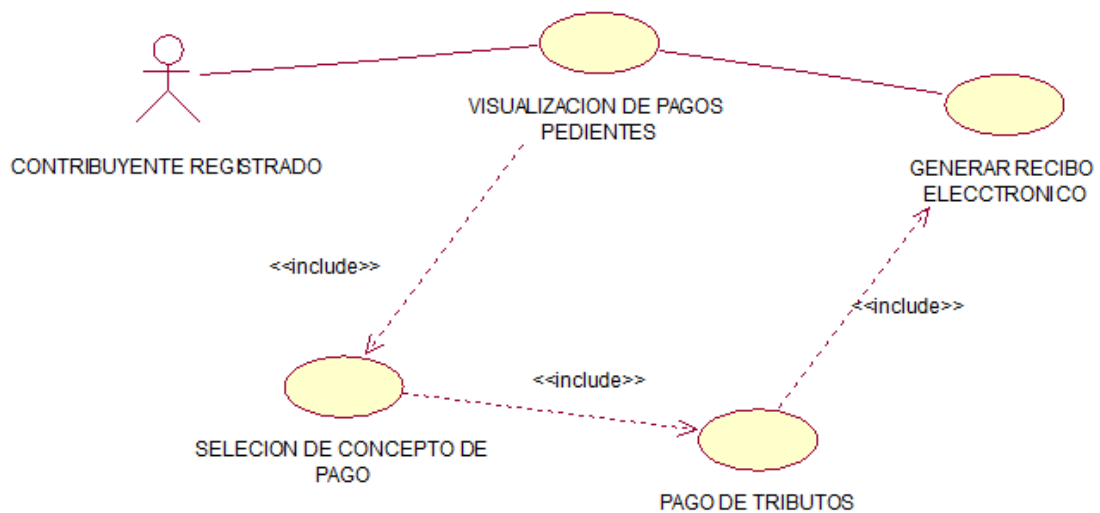 VISUALIZACION DE PAGOS
PEDIENTES
CONTRIBUYENTE REGISTRADO
GENERAR RECIBO
ELECCTRONICO
<<include>>
<<include>>
<<include>>
SELECION DE CONCEPTO DE
PAGO
PAGO DE TRIBUTOS